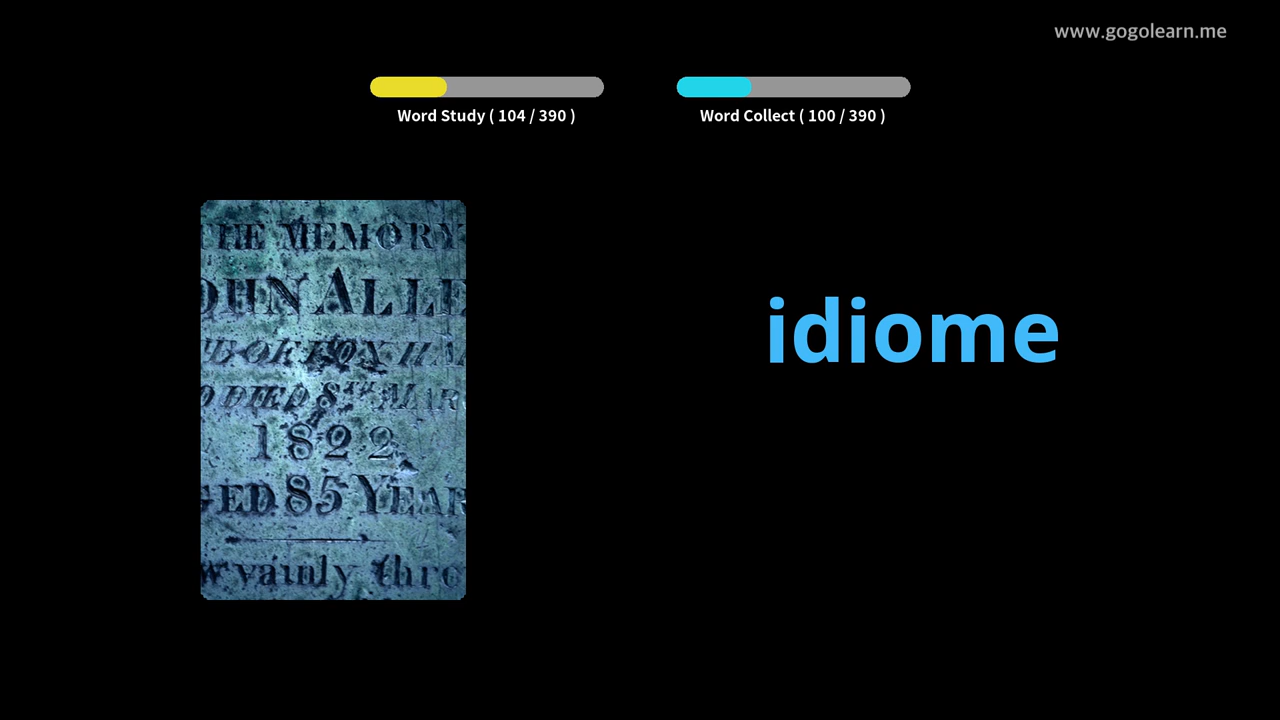 www.gogolearn.me
Word Study ( 104 / 390 )
Word Collect ( 100 / 390 )
THE MEMORY
OHN ALLE
DIED 8TH MAR
1822
GED 85 YEAR
vainly thro
idiome